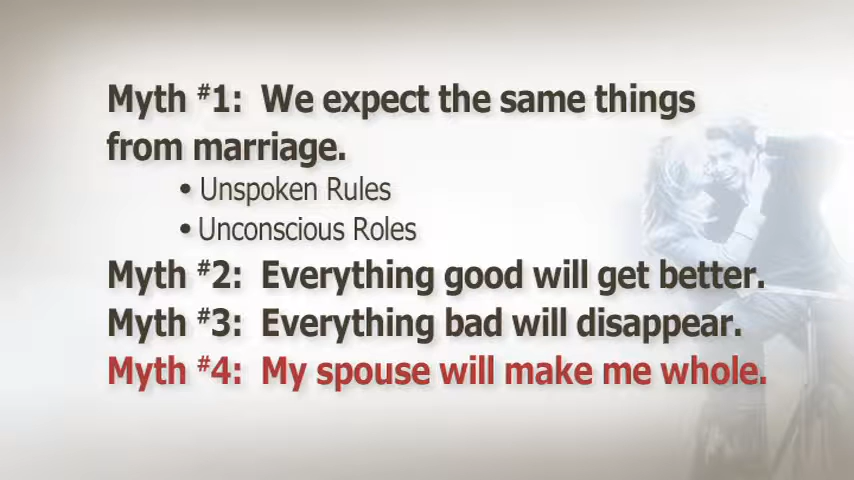 Myth #1:  We expect the same things
from marriage.
• Unspoken Rules
• Unconscious Roles
Myth #2:  Everything good will get better.
Myth #3:  Everything bad will disappear.
Myth #4:  My spouse will make me whole.